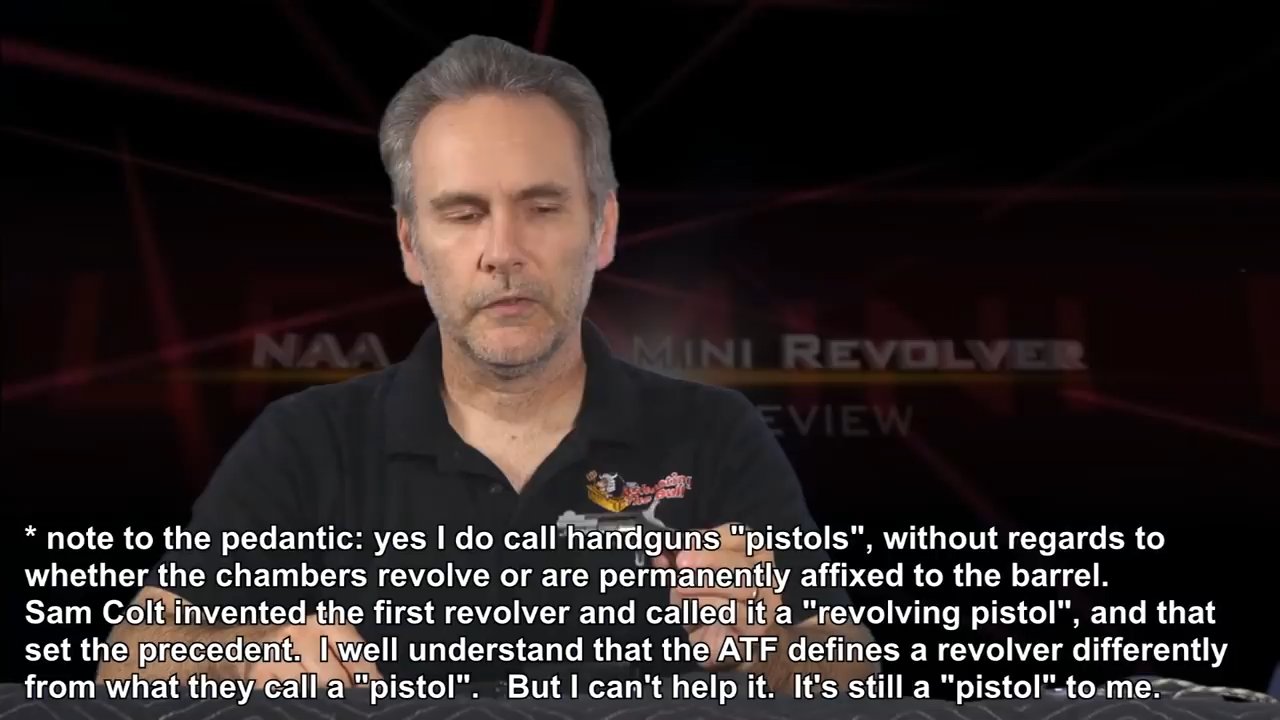 NAA MINI REVOLVER
EVIEW
Shooting
The Bull
* note to the pedantic: yes I do call handguns "pistols", without regards to
whether the chambers revolve or are permanently affixed to the barrel.
Sam Colt invented the first revolver and called it a "revolving pistol", and that
set the precedent.  I well understand that the ATF defines a revolver differently
from what they call a "pistol".   But I can't help it.  It's still a "pistol" to me.